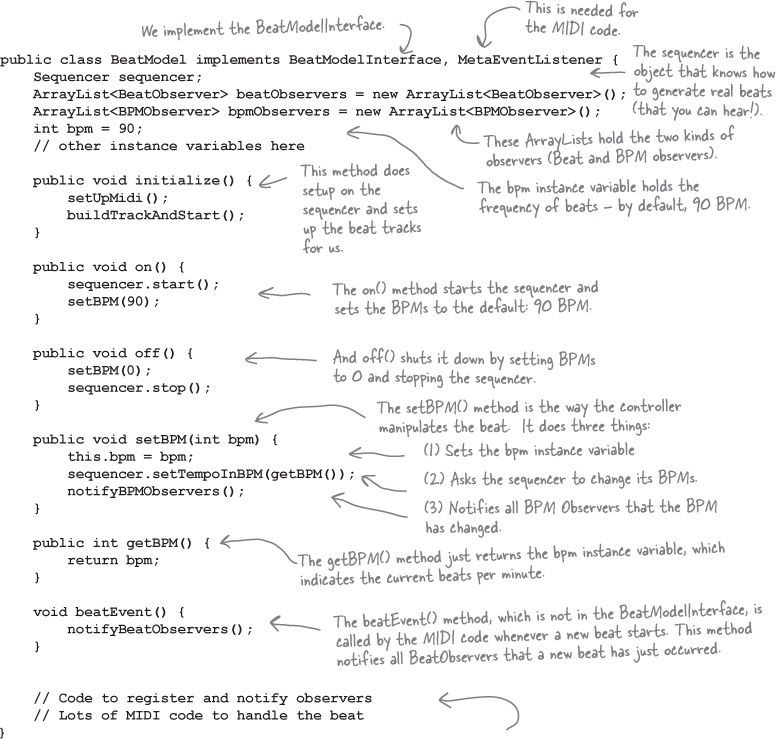 We implement the BeatModelInterface.
This is needed for
the MIDI code.
public class BeatModel implements BeatModelInterface, MetaEventListener {
Sequencer sequencer;
ArrayList<BeatObserver> beatObservers = new ArrayList<BeatObserver>();
ArrayList<BPMObserver> bpmObservers = new ArrayList<BPMObserver>();
int bpm = 90;
// other instance variables here
The sequencer is the
object that knows how
to generate real beats
(that you can hear!).
These ArrayLists hold the two kinds of
observers (Beat and BPM observers).
The bpm instance variable holds the
frequency of beats – by default, 90 BPM.
public void initialize() {
setUpMidi();
buildTrackAndStart();
}
This method does
setup on the
sequencer and sets
up the beat tracks
for us.
public void on() {
sequencer.start();
setBPM(90);
}
The on() method starts the sequencer and
sets the BPMs to the default: 90 BPM.
public void off() {
setBPM(0);
sequencer.stop();
}
And off() shuts it down by setting BPMs
to 0 and stopping the sequencer.
The setBPM() method is the way the controller
manipulates the beat. It does three things:
public void setBPM(int bpm) {
this.bpm = bpm;
sequencer.setTempoInBPM(getBPM());
notifyBPMObservers();
}
(1) Sets the bpm instance variable
(2) Asks the sequencer to change its BPMs.
(3) Notifies all BPM Observers that the BPM
has changed.
public int getBPM() {
return bpm;
}
The getBPM() method just returns the bpm instance variable, which
indicates the current beats per minute.
void beatEvent() {
notifyBeatObservers();
}
The beatEvent() method, which is not in the BeatModelInterface, is
called by the MIDI code whenever a new beat starts. This method
notifies all BeatObservers that a new beat has just occurred.
// Code to register and notify observers
// Lots of MIDI code to handle the beat
}